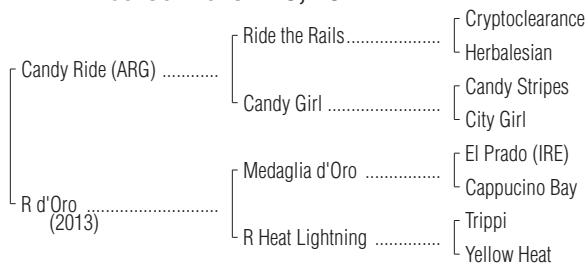 Cryptoclearance
Ride the Rails
Herbalesian
Candy Ride (ARG)
Candy Stripes
Candy Girl
City Girl
El Prado (IRE)
Medaglia d'Oro
Cappucino Bay
R d'Oro
(2013)
Trippi
R Heat Lightning
Yellow Heat